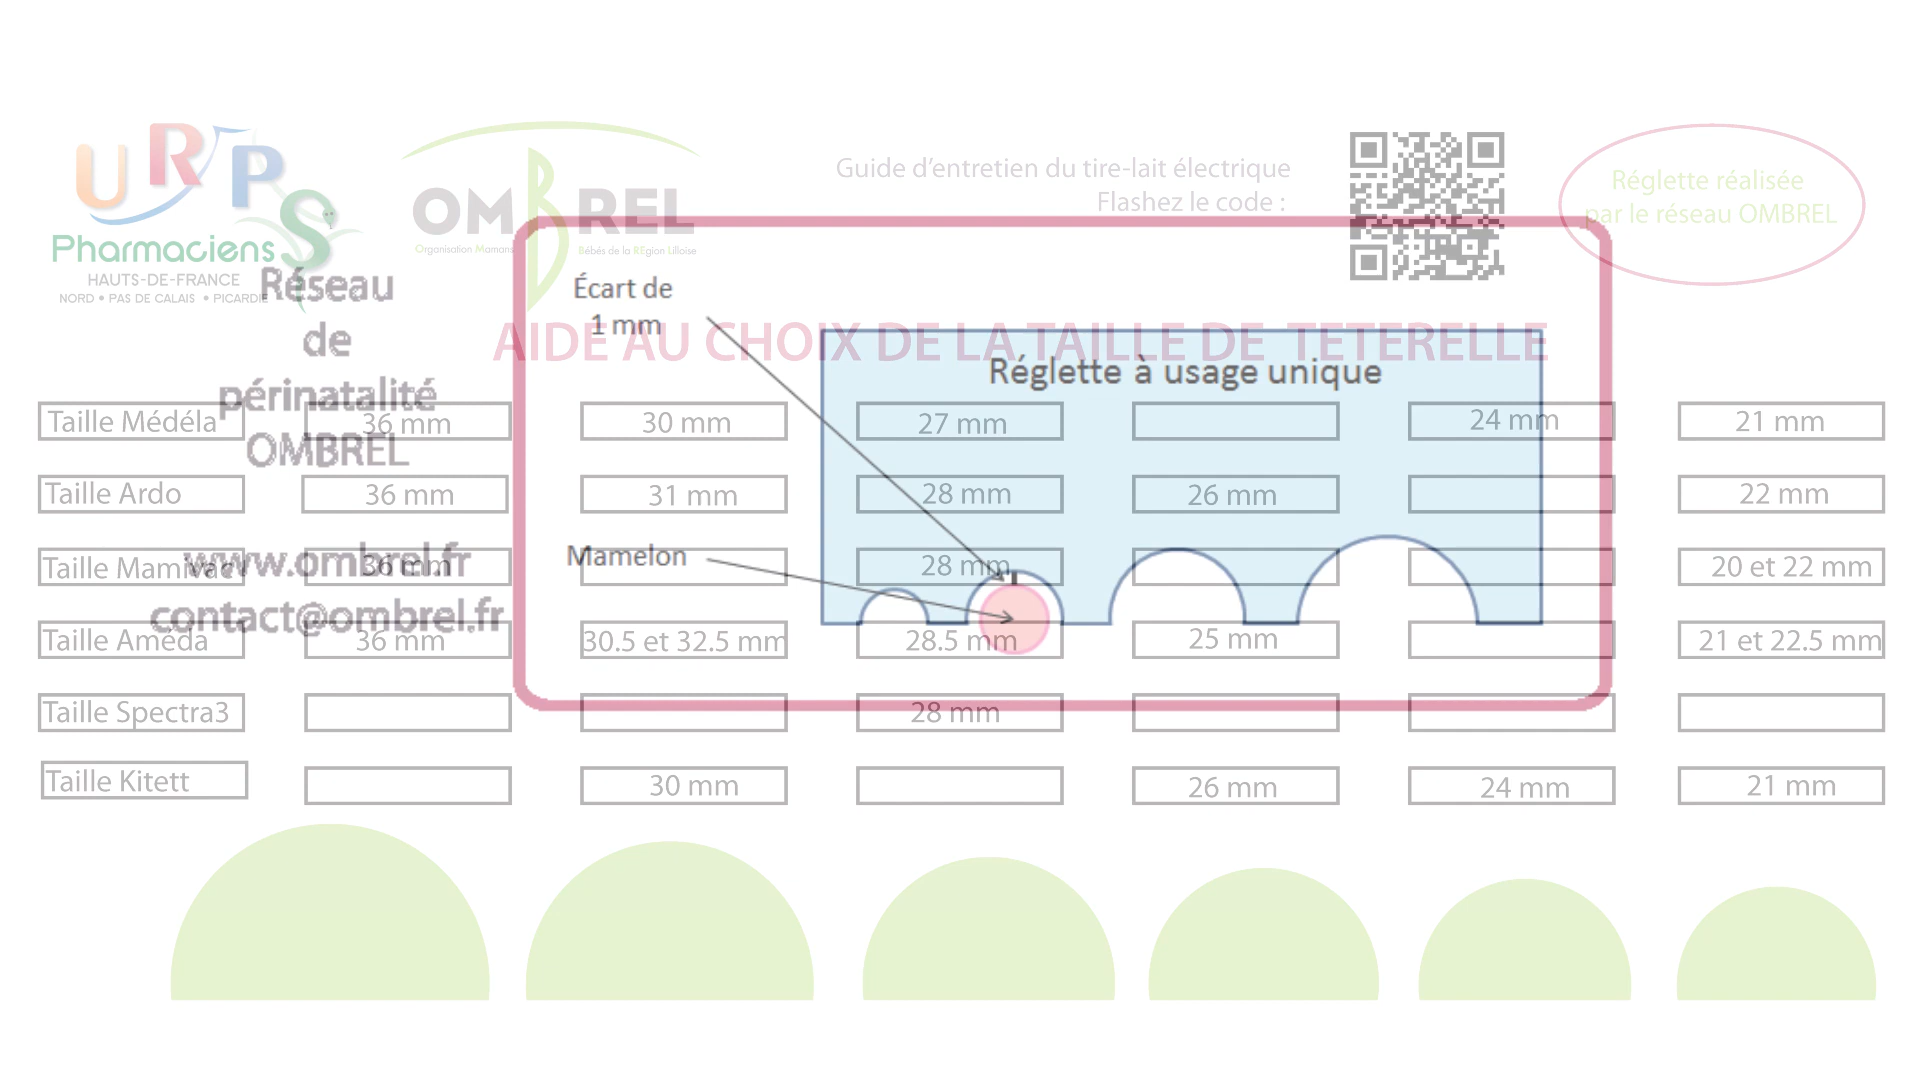 URPS
Pharmaciens
HAUTS-DE-FRANCE
NORD • PAS DE CALAIS • PICARDIE
OMBREL
Organisation Mamans Bébés de la REgion Lilloise
Guide d’entretien du tire-lait électrique
Flashez le code :
Réglette réalisée
par le réseau OMBREL
Réseau
de
périnatalité
OMBREL
www.ombrel.fr
contact@ombrel.fr
Écart de
1 mm
AIDE AU CHOIX DE LA TAILLE DE TETERELLE
Réglette à usage unique
Mamelon
Taille Médéla 36 mm 30 mm 27 mm 24 mm 21 mm
Taille Ardo 36 mm 31 mm 28 mm 26 mm 22 mm
Taille Mamivac 36 mm 28 mm 20 et 22 mm
Taille Améda 36 mm 30.5 et 32.5 mm 28.5 mm 25 mm 21 et 22.5 mm
Taille Spectra3 28 mm
Taille Kitett 30 mm 26 mm 24 mm 21 mm